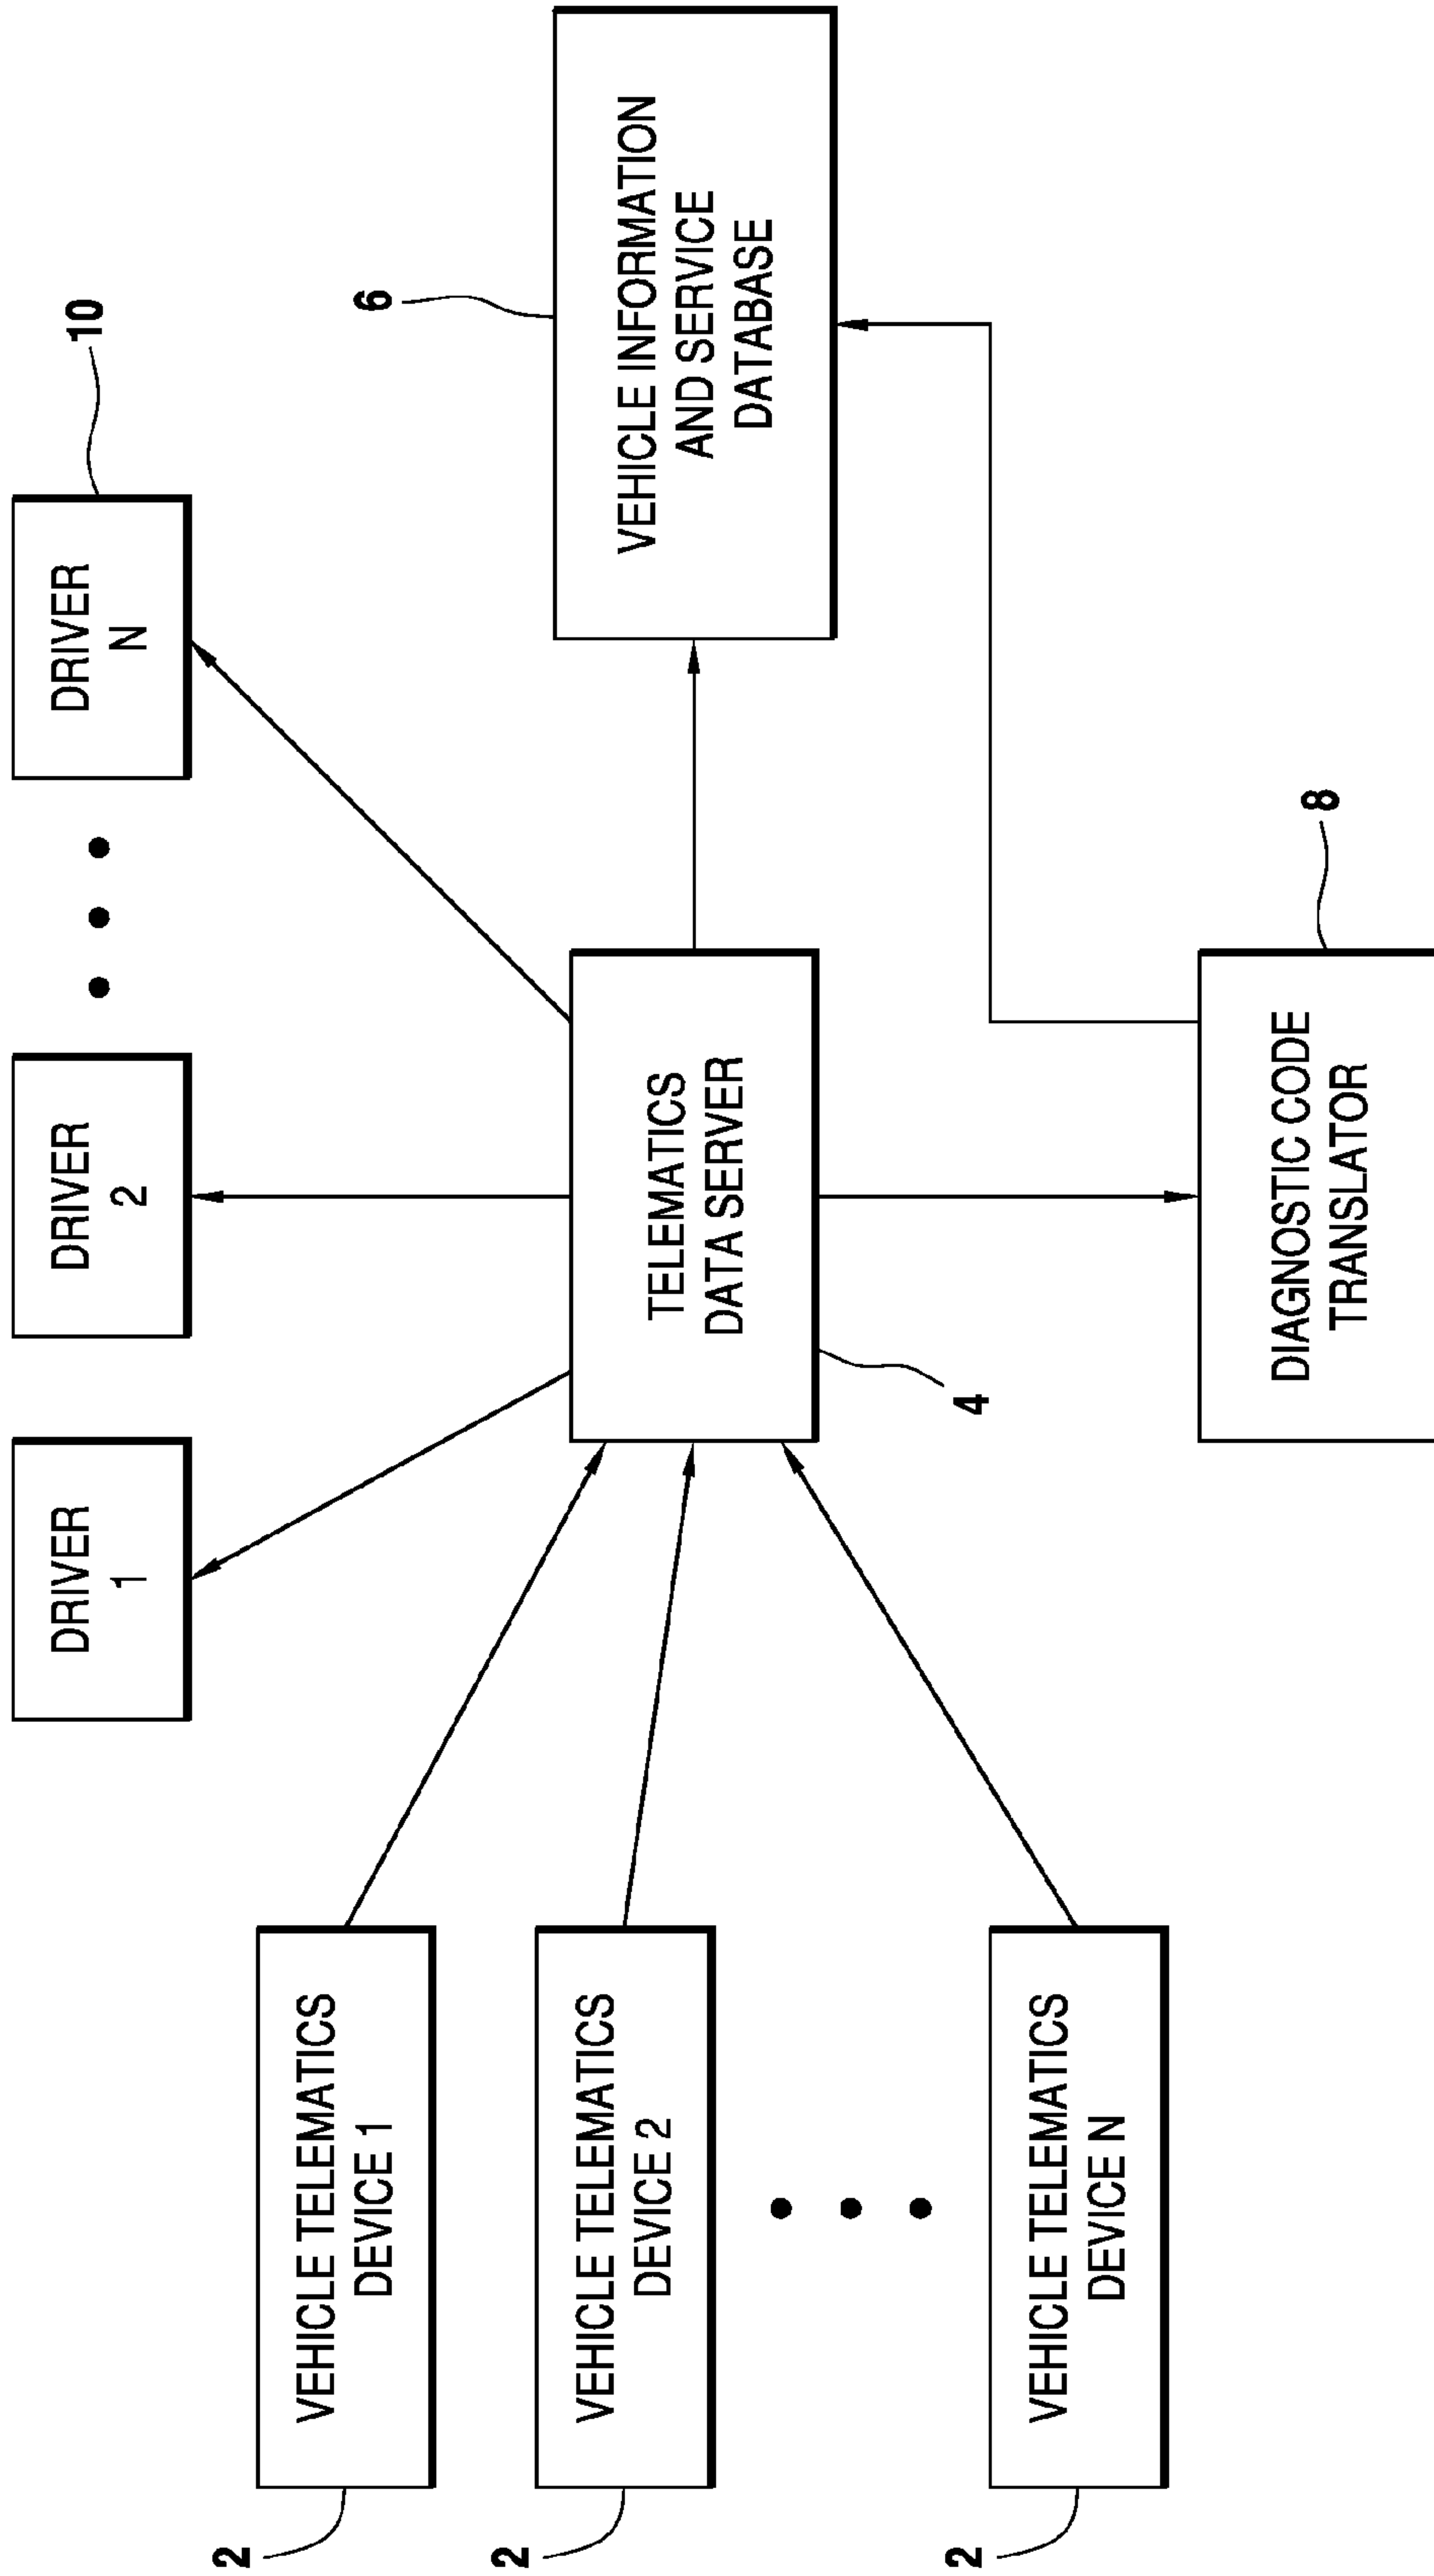 DRIVER
1
DRIVER
2
DRIVER
N
10
VEHICLE TELEMATICS
DEVICE 1
2
VEHICLE TELEMATICS
DEVICE 2
2
VEHICLE TELEMATICS
DEVICE N
2
TELEMATICS
DATA SERVER
4
VEHICLE INFORMATION
AND SERVICE
DATABASE
6
DIAGNOSTIC CODE
TRANSLATOR
8